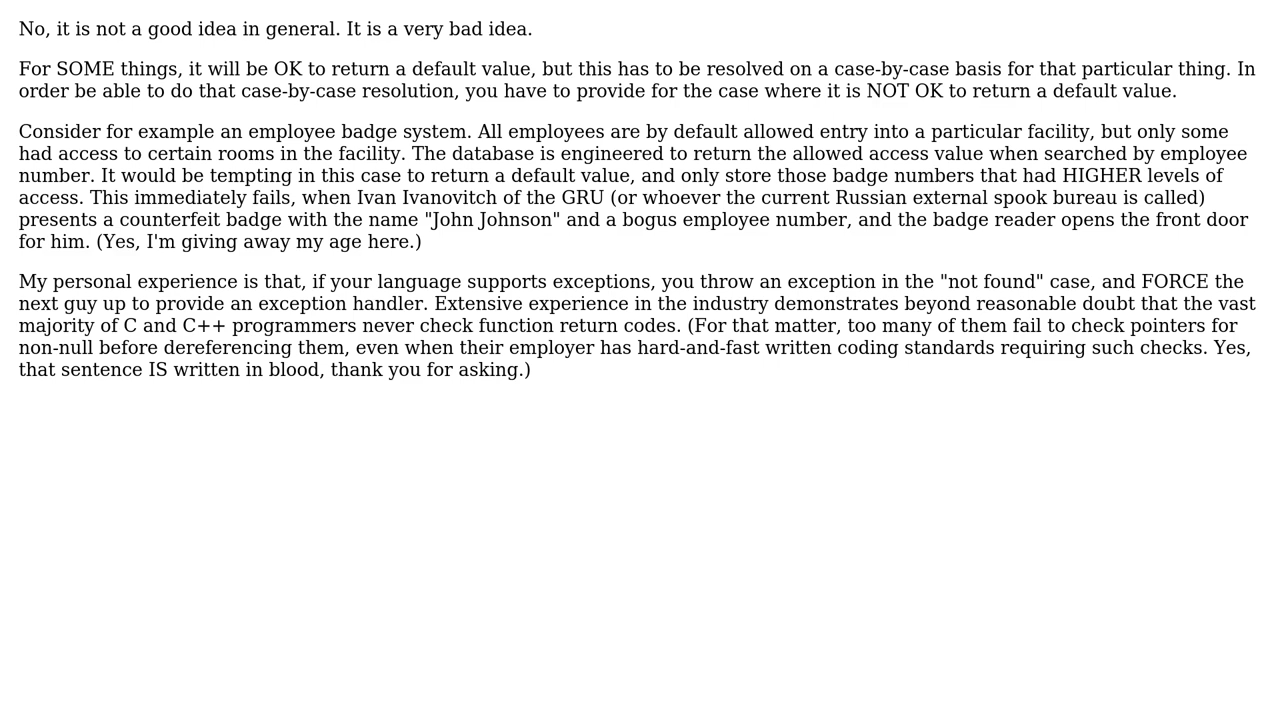 No, it is not a good idea in general. It is a very bad idea.
For SOME things, it will be OK to return a default value, but this has to be resolved on a case-by-case basis for that particular thing. In
order be able to do that case-by-case resolution, you have to provide for the case where it is NOT OK to return a default value.
Consider for example an employee badge system. All employees are by default allowed entry into a particular facility, but only some
had access to certain rooms in the facility. The database is engineered to return the allowed access value when searched by employee
number. It would be tempting in this case to return a default value, and only store those badge numbers that had HIGHER levels of
access. This immediately fails, when Ivan Ivanovitch of the GRU (or whoever the current Russian external spook bureau is called)
presents a counterfeit badge with the name "John Johnson" and a bogus employee number, and the badge reader opens the front door
for him. (Yes, I'm giving away my age here.)
My personal experience is that, if your language supports exceptions, you throw an exception in the "not found" case, and FORCE the
next guy up to provide an exception handler. Extensive experience in the industry demonstrates beyond reasonable doubt that the vast
majority of C and C++ programmers never check function return codes. (For that matter, too many of them fail to check pointers for
non-null before dereferencing them, even when their employer has hard-and-fast written coding standards requiring such checks. Yes,
that sentence IS written in blood, thank you for asking.)